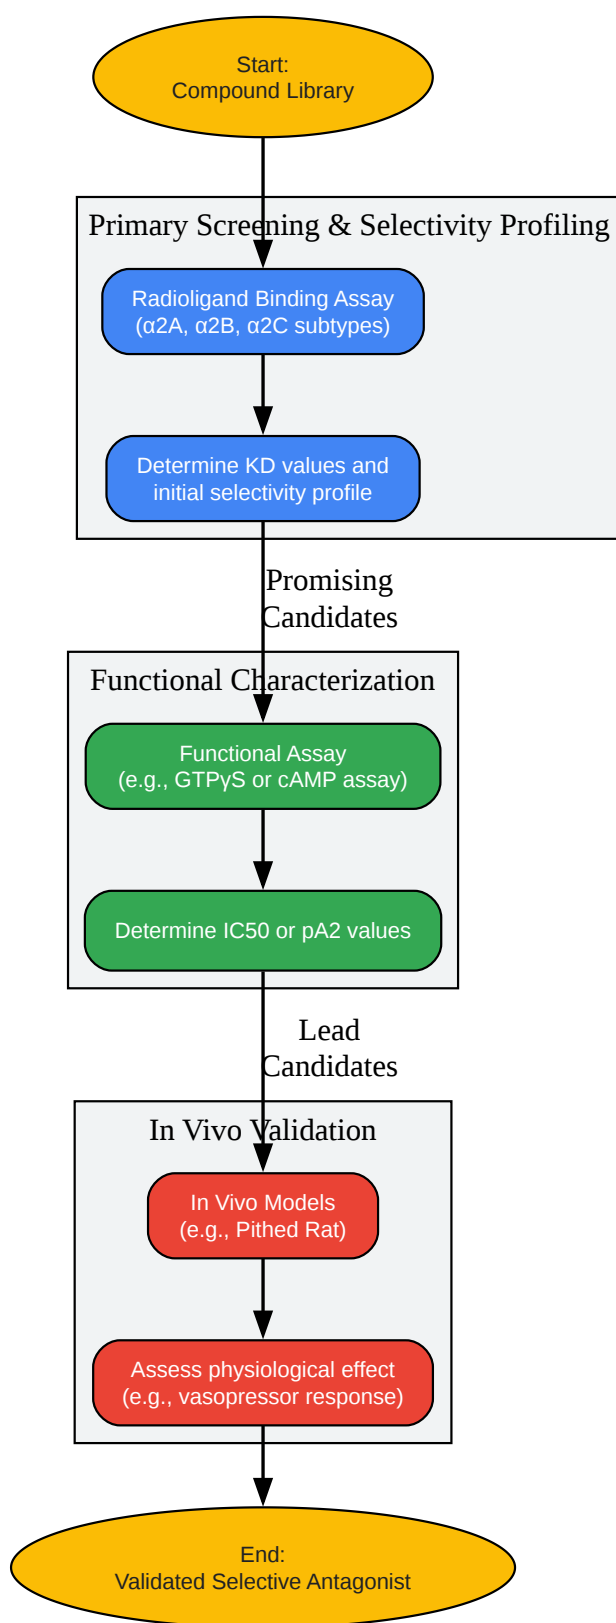 Start:
Compound Library
Primary Screening & Selectivity Profiling
Radioligand Binding Assay
(α2A, α2B, α2C subtypes)
Determine KD values and
initial selectivity profile
Promising
Candidates
Functional Characterization
Functional Assay
(e.g., GTPγS or cAMP assay)
Determine IC50 or pA2 values
Lead
Candidates
In Vivo Validation
In Vivo Models
(e.g., Pithed Rat)
Assess physiological effect
(e.g., vasopressor response)
End:
Validated Selective Antagonist